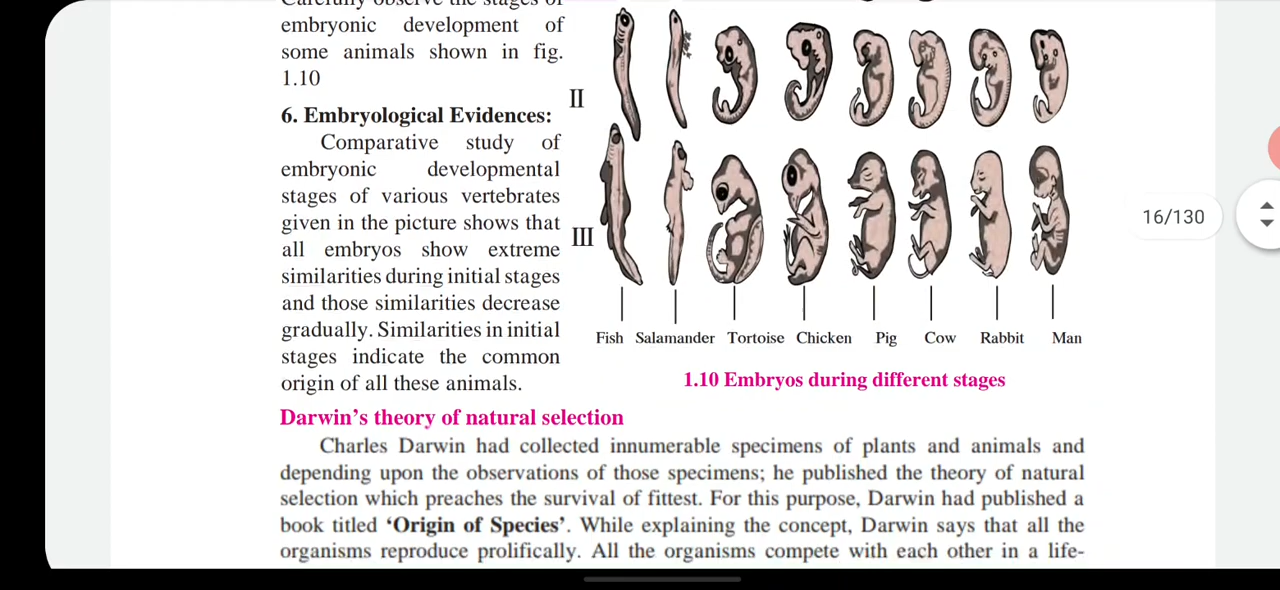 Carefully observe the stages of
embryonic development of
some animals shown in fig.
1.10
6. Embryological Evidences:
Comparative study of
embryonic developmental
stages of various vertebrates
given in the picture shows that
all embryos show extreme
similarities during initial stages
and those similarities decrease
gradually. Similarities in initial
stages indicate the common
origin of all these animals.
II
III
Fish Salamander Tortoise Chicken Pig Cow Rabbit Man
1.10 Embryos during different stages
Darwin's theory of natural selection
Charles Darwin had collected innumerable specimens of plants and animals and
depending upon the observations of those specimens; he published the theory of natural
selection which preaches the survival of fittest. For this purpose, Darwin had published a
book titled ‘Origin of Species’. While explaining the concept, Darwin says that all the
organisms reproduce prolifically. All the organisms compete with each other in a life-
16/130